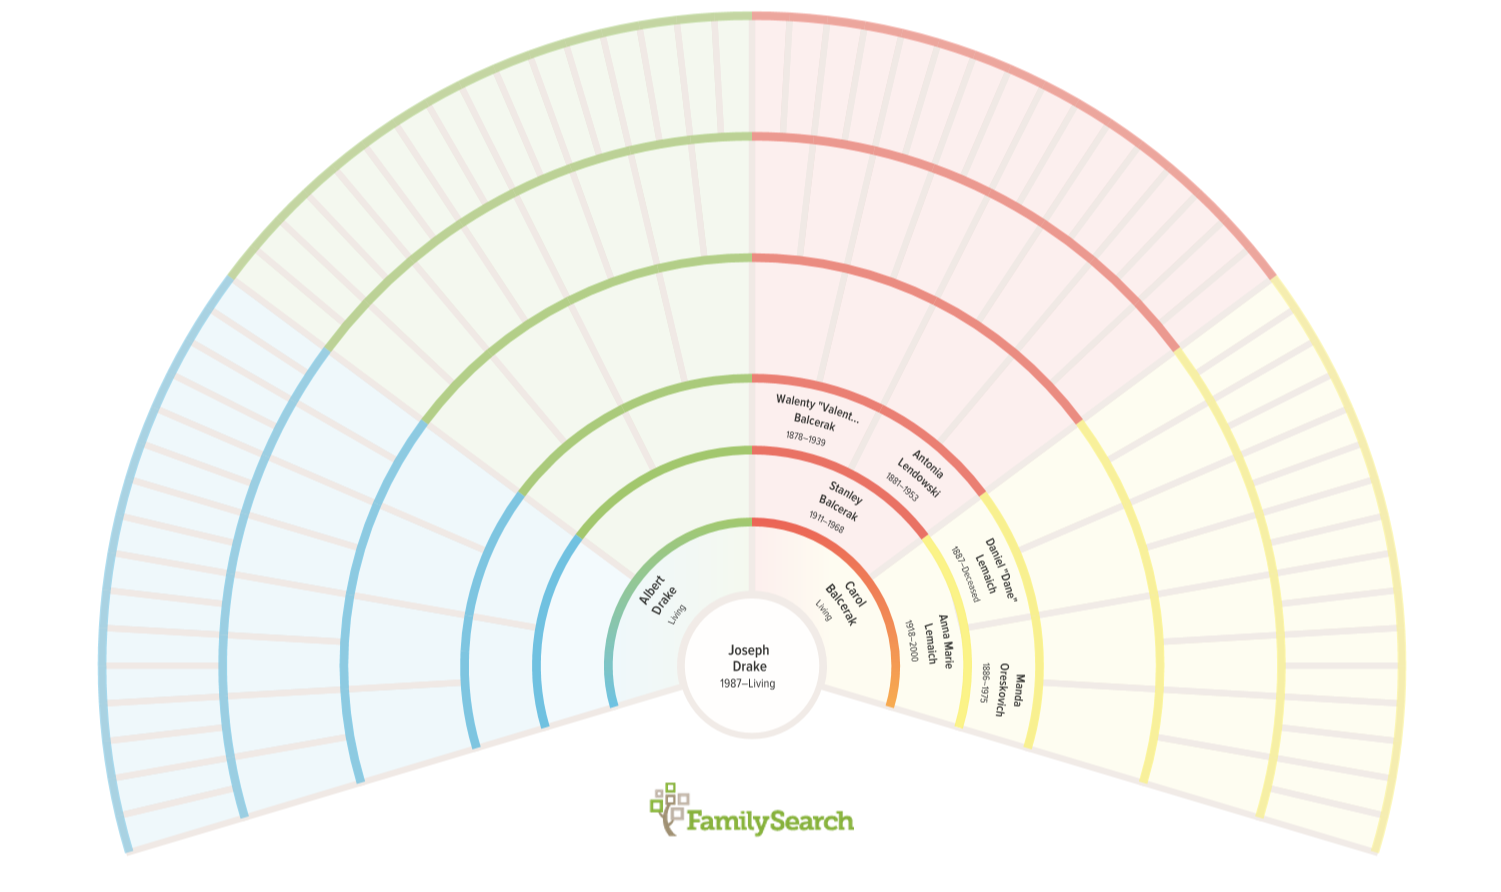 Walenty "Valent...
Balcerak
1878–1939
Antonia
Lendowski
1881–1953
Stanley
Balcerak
1911–1968
Daniel "Dane"
Lemaich
1887–Deceased
Albert
Drake
Living
Carol
Balcerak
Living
Anna Marie
Lemaich
1918–2000
Manda
Oreskovich
1886–1975
Joseph
Drake
1987–Living
FamilySearch